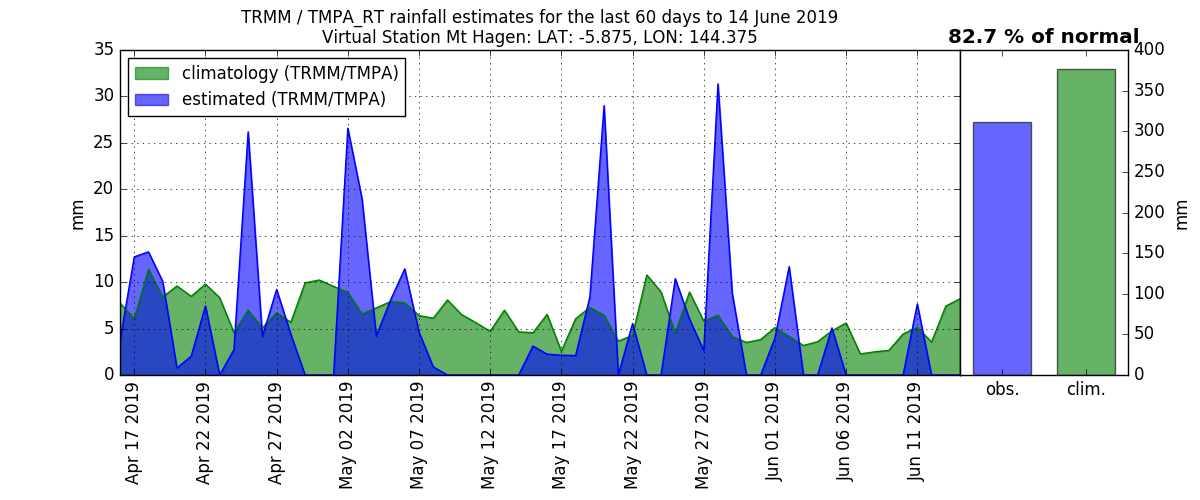 TRMM / TMPA_RT rainfall estimates for the last 60 days to 14 June 2019
Virtual Station Mt Hagen: LAT: -5.875, LON: 144.375
82.7 % of normal
climatology (TRMM/TMPA)
estimated (TRMM/TMPA)
35
30
25
20
15
10
5
0
mm
Apr 17 2019
Apr 22 2019
Apr 27 2019
May 02 2019
May 07 2019
May 12 2019
May 17 2019
May 22 2019
May 27 2019
Jun 01 2019
Jun 06 2019
Jun 11 2019
obs.
clim.
400
350
300
250
200
150
100
50
0
mm